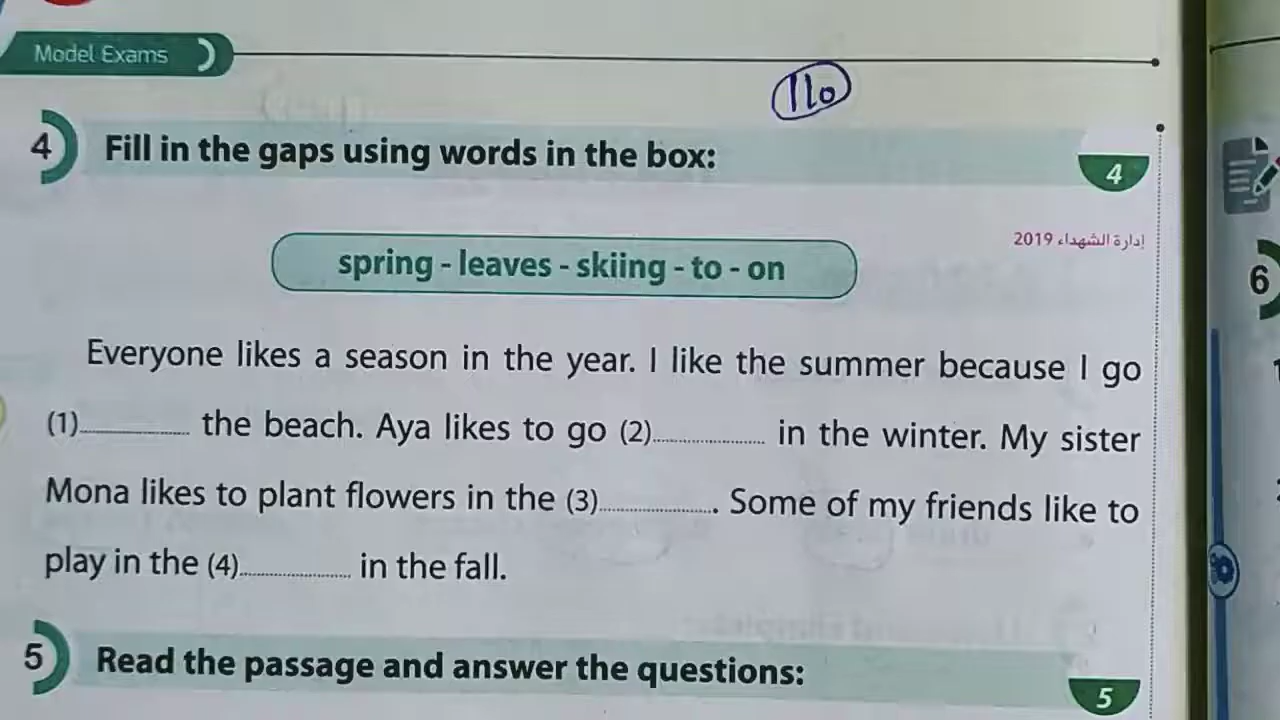 Model Exams
110
4 Fill in the gaps using words in the box:
4
إدارة الشهداء 2019
spring - leaves - skiing - to - on
Everyone likes a season in the year. I like the summer because I go
(1).................... the beach. Aya likes to go (2).................... in the winter. My sister
Mona likes to plant flowers in the (3).................... . Some of my friends like to
play in the (4).................... in the fall.
5 Read the passage and answer the questions:
5
6